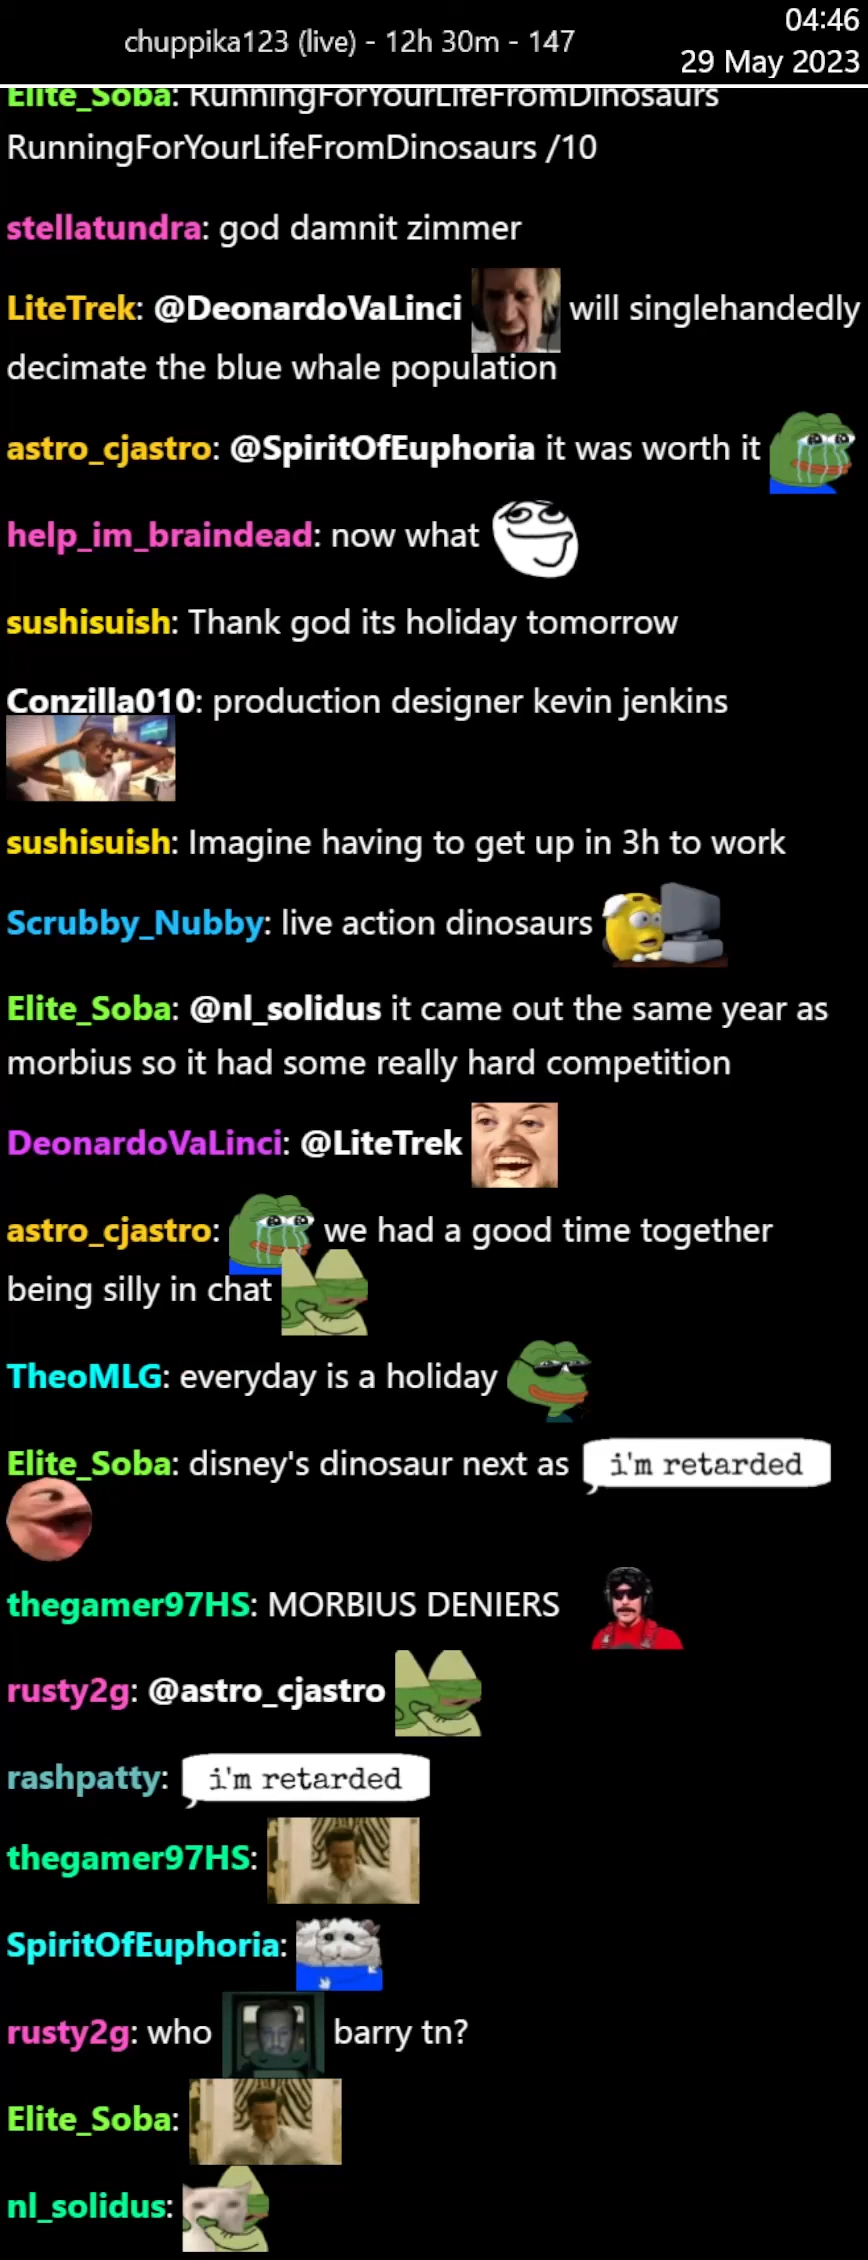 04:46
chuppika123 (live) - 12h 30m - 147
29 May 2023
Elite_Soba: RunningForYourLifeFromDinosaurs
RunningForYourLifeFromDinosaurs /10
stellatundra: god damnit zimmer
LiteTrek: @DeonardoVaLinci will singlehandedly
decimate the blue whale population
astro_cjastro: @SpiritOfEuphoria it was worth it
help_im_braindead: now what
sushisuish: Thank god its holiday tomorrow
Conzilla010: production designer kevin jenkins
sushisuish: Imagine having to get up in 3h to work
Scrubby_Nubby: live action dinosaurs
Elite_Soba: @nl_solidus it came out the same year as
morbius so it had some really hard competition
DeonardoVaLinci: @LiteTrek
astro_cjastro: we had a good time together
being silly in chat
TheoMLG: everyday is a holiday
Elite_Soba: disney's dinosaur next as i'm retarded
thegamer97HS: MORBIUS DENIERS
rusty2g: @astro_cjastro
rashpatty: i'm retarded
thegamer97HS:
SpiritOfEuphoria:
rusty2g: who barry tn?
Elite_Soba:
nl_solidus: